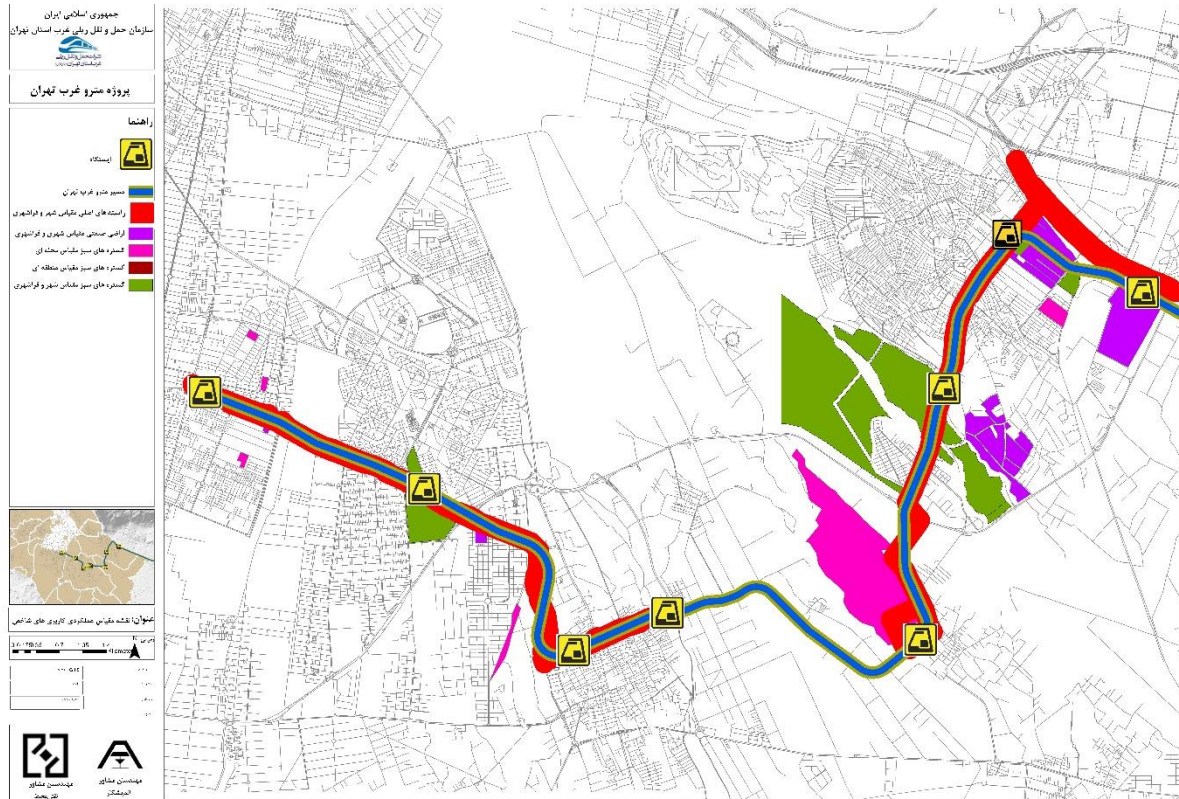 جمهوری اسلامی ایران
سازمان حمل و نقل ریلی غرب استان تهران
پروژه مترو غرب تهران
راهنما
ایستگاه
مسیر مترو غرب تهران
راسته های اصلی مقیاس شهر و فراشهری
اراضی صنعتی مقیاس شهری و فراشهری
گستره های سبز مقیاس محله ای
گستره های سبز مقیاس منطقه ای
گستره های سبز مقیاس شهر و فراشهری
عنوان: نقشه مقیاس عملکردی کاربری های شاخص
مهندسین مشاور
مهندسین مشاور